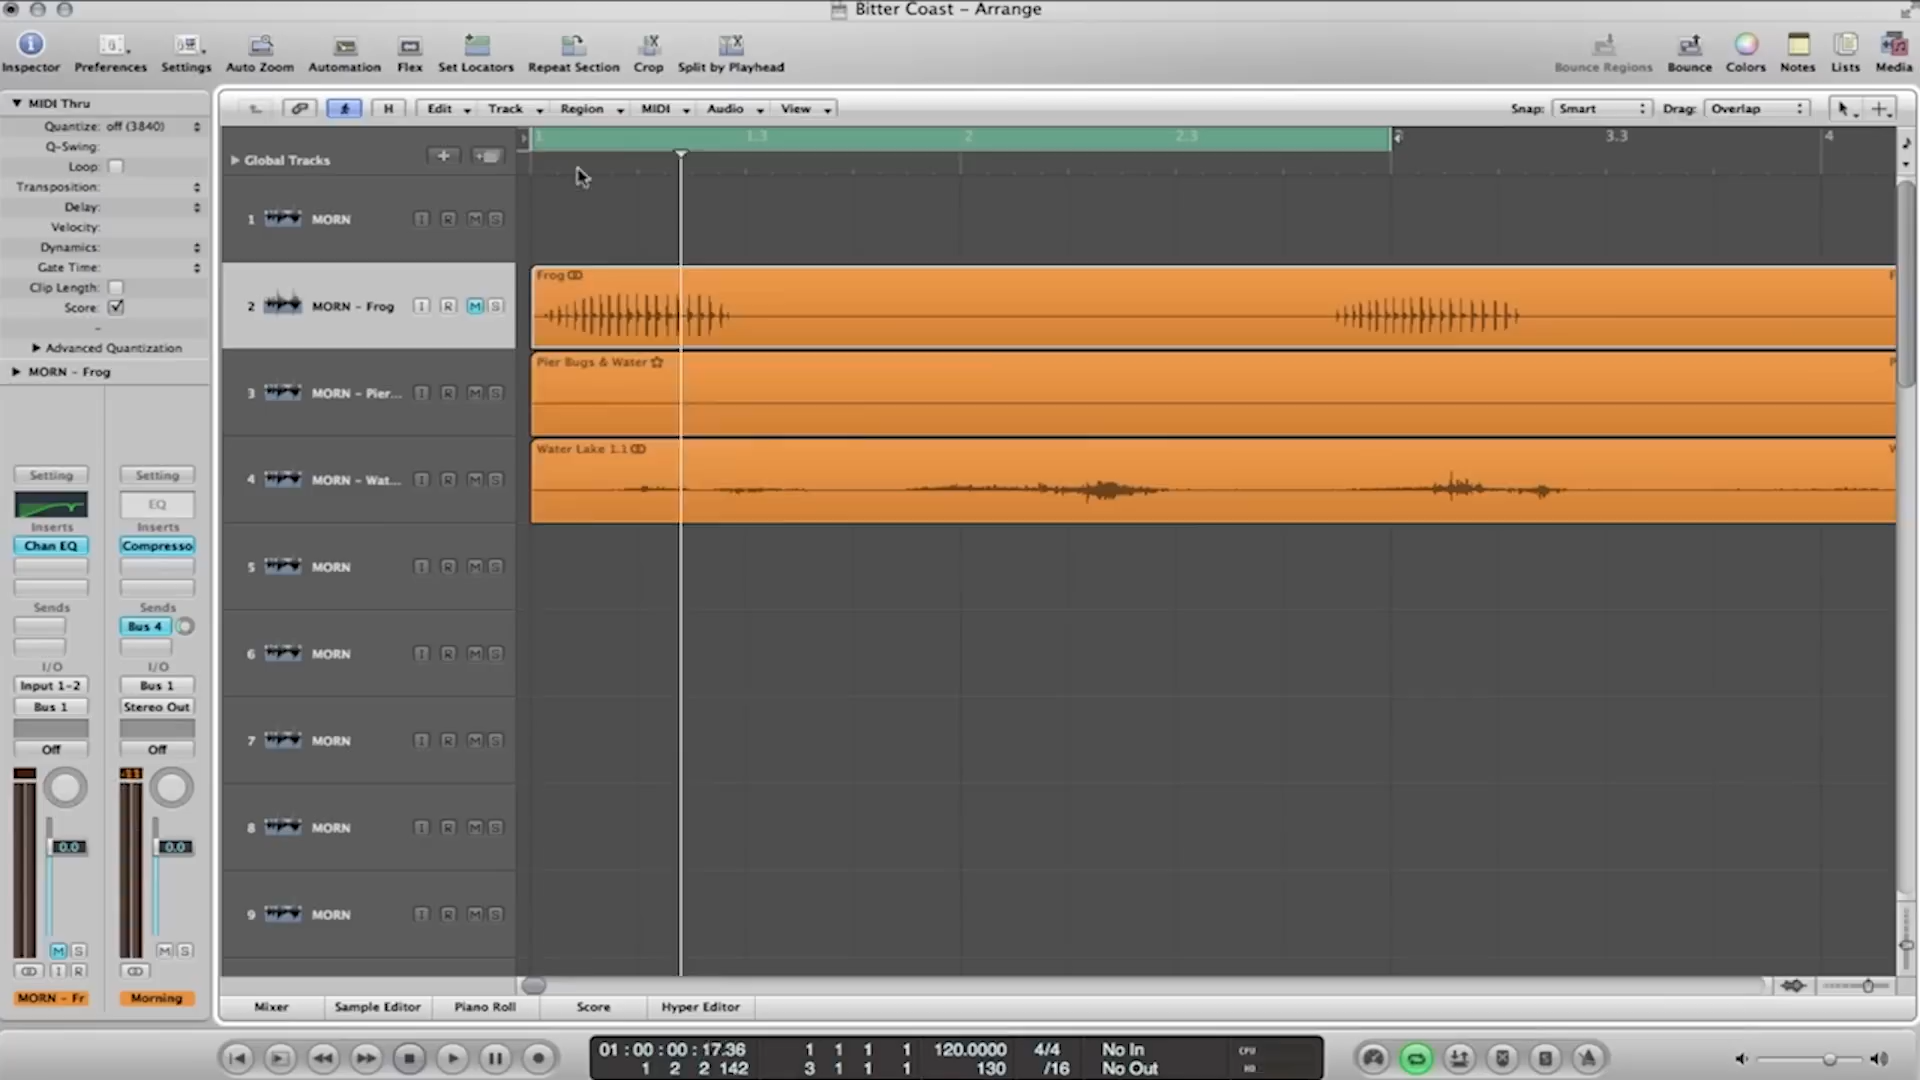 Bitter Coast – Arrange
Inspector
Preferences
Settings
Auto Zoom
Automation
Flex
Set Locators
Repeat Section
Crop
Split by Playhead
Bounce Regions
Bounce
Colors
Notes
Lists
Media
MIDI Thru
Quantize: off (3840)
Q-Swing:
Loop:
Transposition:
Delay:
Velocity:
Dynamics:
Gate Time:
Clip Length:
Score:
Advanced Quantization
MORN – Frog
H
Edit
Track
Region
MIDI
Audio
View
Snap: Smart
Drag: Overlap
Global Tracks
1 1.3 2 2.3 3.3 4
1 MORN I R M S
2 MORN – Frog I R M S
3 MORN – Pier... I R M S
4 MORN – Wat... I R M S
5 MORN I R M S
6 MORN I R M S
7 MORN I R M S
8 MORN I R M S
9 MORN I R M S
Frog
Pier Bugs & Water
Water Lake 1.1
Setting Setting
EQ
Inserts Inserts
Chan EQ Compresso
Sends Sends
Bus 4
I/O I/O
Input 1-2 Bus 1
Bus 1 Stereo Out
Off Off
0.0 0.0
M S M S
I R
MORN – Fr Morning
Mixer
Sample Editor
Piano Roll
Score
Hyper Editor
01:00:00:17.36 1 1 1 1 120.0000 4/4 No In CPU
1 2 2 142 3 1 1 1 130 /16 No Out HD